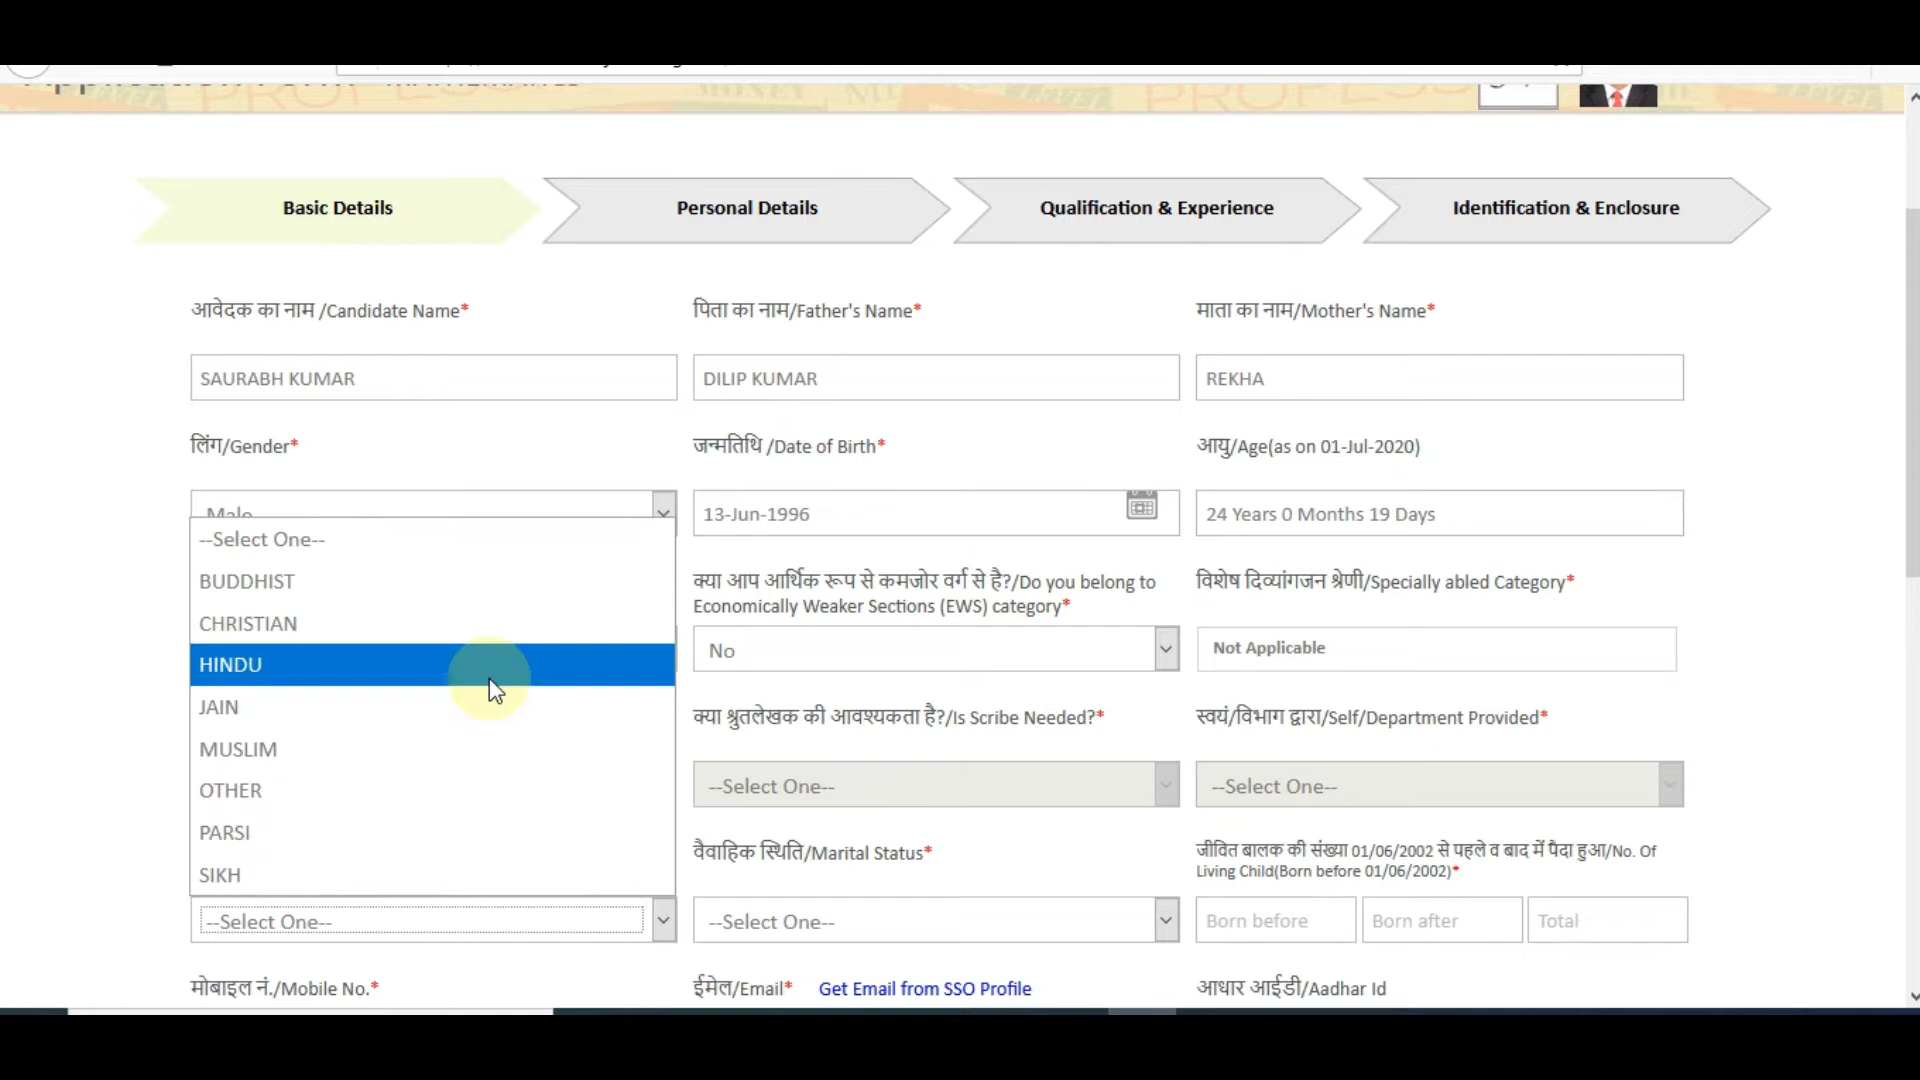 Basic Details
Personal Details
Qualification & Experience
Identification & Enclosure
आवेदक का नाम /Candidate Name*
पिता का नाम/Father's Name*
माता का नाम/Mother's Name*
SAURABH KUMAR
DILIP KUMAR
REKHA
लिंग/Gender*
जन्मतिथि /Date of Birth*
आयु/Age(as on 01-Jul-2020)
Male
13-Jun-1996
24 Years 0 Months 19 Days
--Select One--
BUDDHIST
CHRISTIAN
HINDU
JAIN
MUSLIM
OTHER
PARSI
SIKH
क्या आप आर्थिक रूप से कमजोर वर्ग से है?/Do you belong to
Economically Weaker Sections (EWS) category*
विशेष दिव्यांगजन श्रेणी/Specially abled Category*
No
Not Applicable
क्या श्रुतलेखक की आवश्यकता है?/Is Scribe Needed?*
स्वयं/विभाग द्वारा/Self/Department Provided*
--Select One--
--Select One--
वैवाहिक स्थिति/Marital Status*
जीवित बालक की संख्या 01/06/2002 से पहले व बाद में पैदा हुआ/No. Of
Living Child(Born before 01/06/2002)*
--Select One--
--Select One--
Born before
Born after
Total
मोबाइल नं./Mobile No.*
ईमेल/Email* Get Email from SSO Profile
आधार आईडी/Aadhar Id